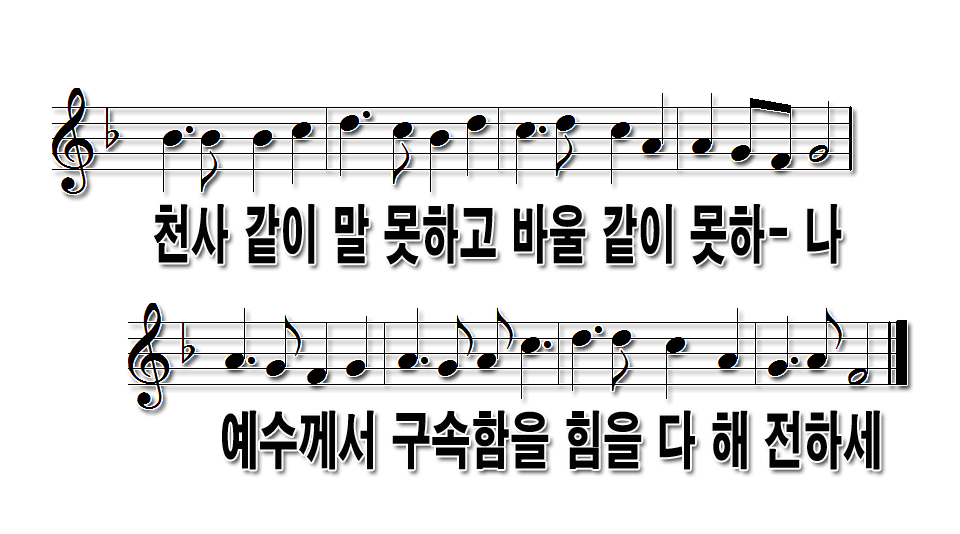 천사 같이 말 못하고 바울 같이 못하- 나
예수께서 구속함을 힘을 다 해 전하세